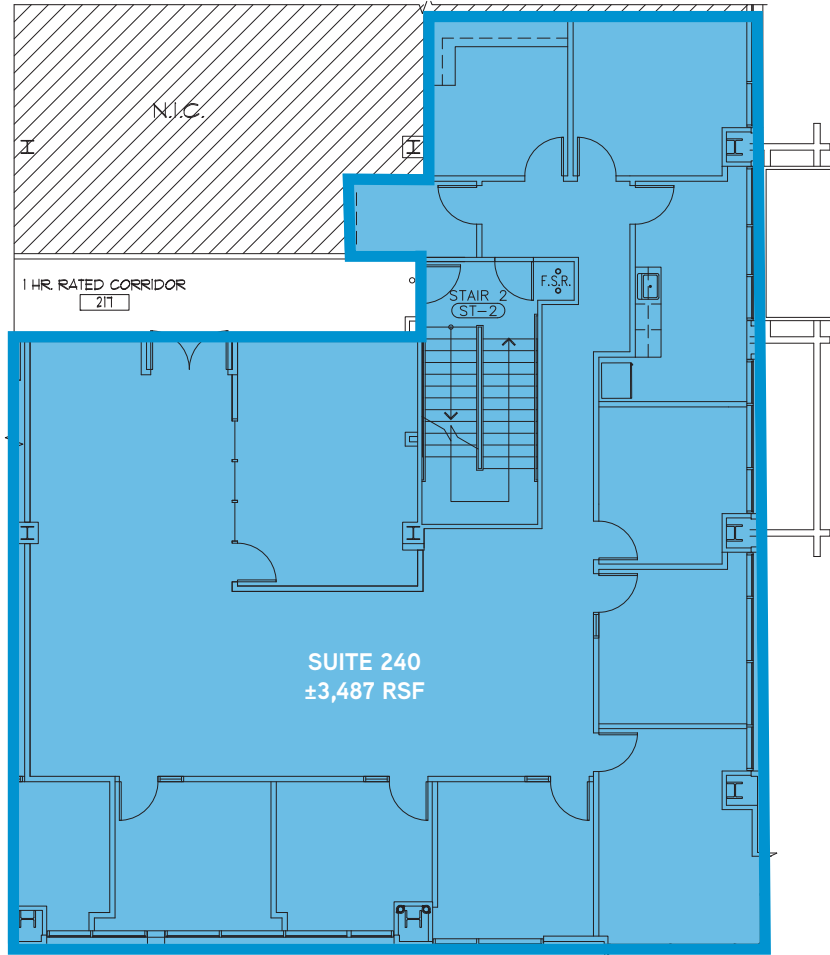 N.I.C.
1 HR. RATED CORRIDOR
217
F.S.R.
STAIR 2
ST-2
SUITE 240
±3,487 RSF